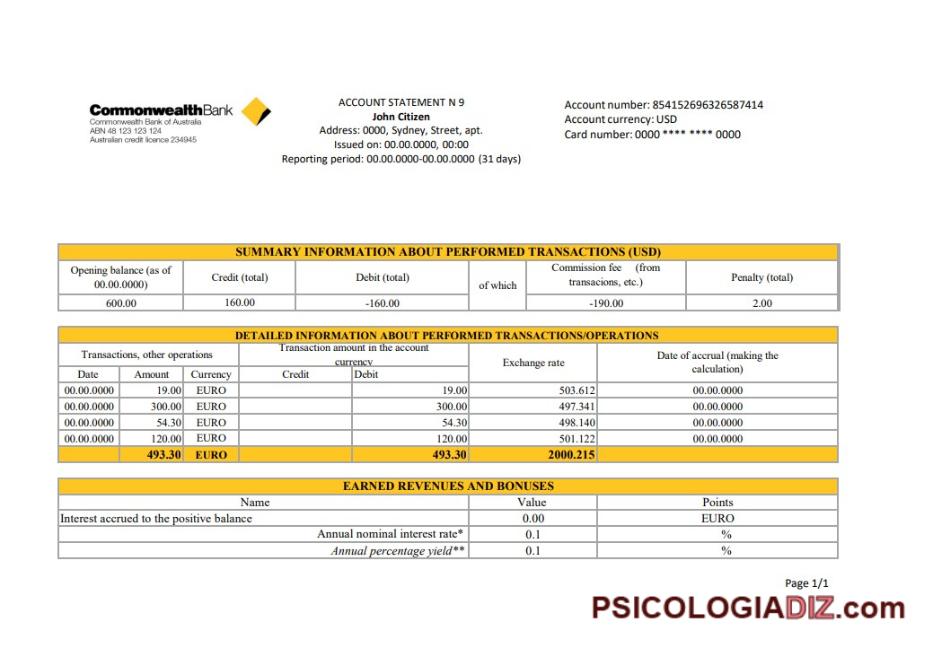 CommonwealthBank
Commonwealth Bank of Australia
ABN 48 123 123 124
Australian credit licence 234945
ACCOUNT STATEMENT N 9
John Citizen
Address: 0000, Sydney, Street, apt.
Issued on: 00.00.0000, 00:00
Reporting period: 00.00.0000-00.00.0000 (31 days)
Account number: 854152696326587414
Account currency: USD
Card number: 0000 **** **** 0000
SUMMARY INFORMATION ABOUT PERFORMED TRANSACTIONS (USD)
Opening balance (as of 00.00.0000) Credit (total) Debit (total) of which Commission fee (from transacions, etc.) Penalty (total)
600.00 160.00 -160.00 -190.00 2.00
DETAILED INFORMATION ABOUT PERFORMED TRANSACTIONS/OPERATIONS
Transactions, other operations Transaction amount in the account currency Exchange rate Date of accrual (making the calculation)
Date Amount Currency Credit Debit
00.00.0000 19.00 EURO 19.00 503.612 00.00.0000
00.00.0000 300.00 EURO 300.00 497.341 00.00.0000
00.00.0000 54.30 EURO 54.30 498.140 00.00.0000
00.00.0000 120.00 EURO 120.00 501.122 00.00.0000
493.30 EURO 493.30 2000.215
EARNED REVENUES AND BONUSES
Name Value Points
Interest accrued to the positive balance 0.00 EURO
Annual nominal interest rate* 0.1 %
Annual percentage yield** 0.1 %
Page 1/1
PSICOLOGIADIZ.com